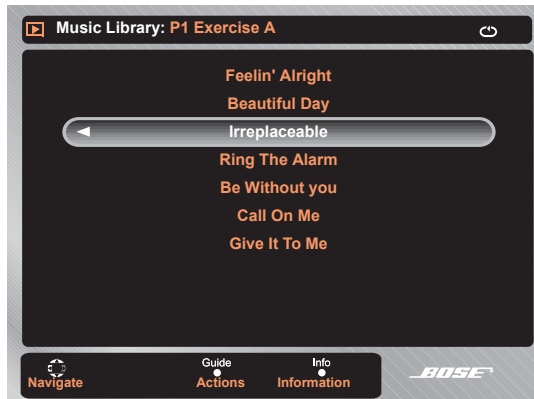 Music Library: P1 Exercise A
Feelin' Alright
Beautiful Day
Irreplaceable
Ring The Alarm
Be Without you
Call On Me
Give It To Me
Guide Info
Navigate Actions Information
BOSE